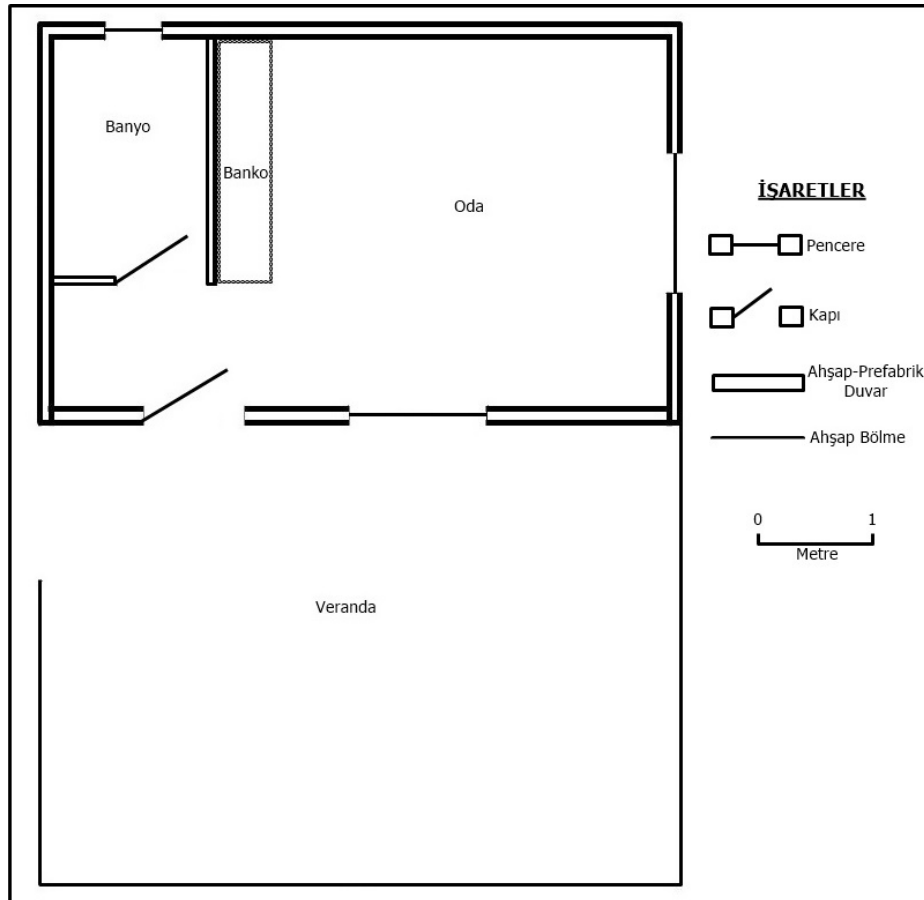 Banyo
Banko
Oda
Veranda
İŞARETLER
Pencere
Kapı
Ahşap-Prefabrik
Duvar
Ahşap Bölme
0 1
Metre